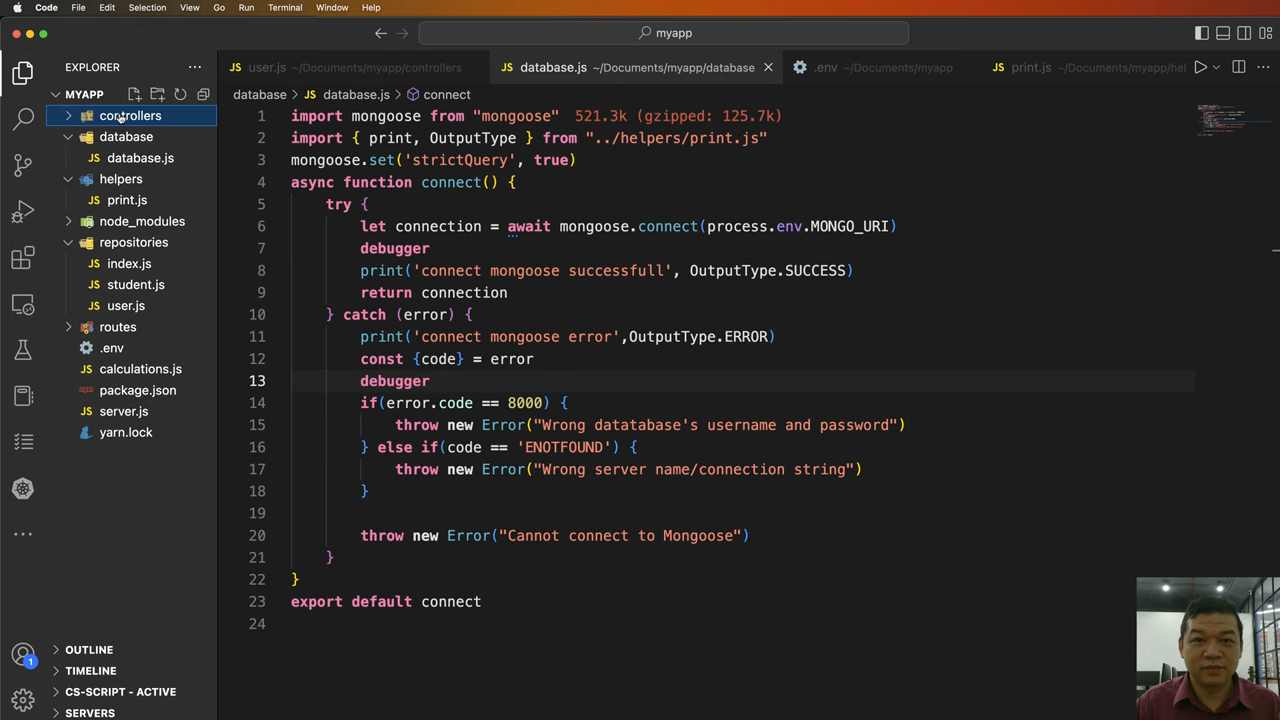 Code File Edit Selection View Go Run Terminal Window Help
myapp
EXPLORER
user.js ~/Documents/myapp/controllers
database.js ~/Documents/myapp/database
.env ~/Documents/myapp
print.js ~/Documents/myapp/hel
MYAPP
controllers
database
database.js
helpers
print.js
node_modules
repositories
index.js
student.js
user.js
routes
.env
calculations.js
package.json
server.js
yarn.lock
OUTLINE
TIMELINE
CS-SCRIPT - ACTIVE
SERVERS
1
database > database.js > connect
1 import mongoose from "mongoose" 521.3k (gzipped: 125.7k)
2 import { print, OutputType } from "../helpers/print.js"
3 mongoose.set('strictQuery', true)
4 async function connect() {
5 try {
6 let connection = await mongoose.connect(process.env.MONGO_URI)
7 debugger
8 print('connect mongoose successfull', OutputType.SUCCESS)
9 return connection
10 } catch (error) {
11 print('connect mongoose error',OutputType.ERROR)
12 const {code} = error
13 debugger
14 if(error.code == 8000) {
15 throw new Error("Wrong datatabase's username and password")
16 } else if(code == 'ENOTFOUND') {
17 throw new Error("Wrong server name/connection string")
18 }
19
20 throw new Error("Cannot connect to Mongoose")
21 }
22 }
23 export default connect
24